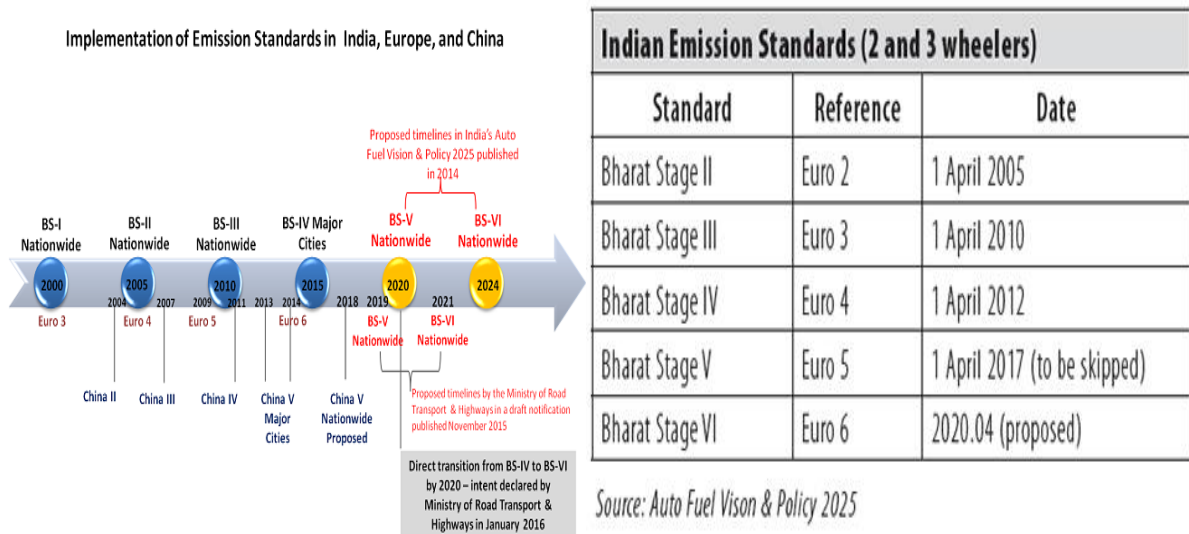 Implementation of Emission Standards in India, Europe, and China
Proposed timelines in India's Auto
Fuel Vision & Policy 2025 published
in 2014
BS-I
Nationwide
BS-II
Nationwide
BS-III
Nationwide
BS-IV Major
Cities
BS-V
Nationwide
BS-VI
Nationwide
2000
2005
2010
2015
2020
2024
2004
2007
2009
2011
2013
2014
2018
2019
2021
Euro 3
Euro 4
Euro 5
Euro 6
BS-V
Nationwide
BS-VI
Nationwide
China II
China III
China IV
China V
Major
Cities
China V
Nationwide
Proposed
Proposed timelines by the Ministry of Road
Transport & Highways in a draft notification
published November 2015
Direct transition from BS-IV to BS-VI
by 2020 – intent declared by
Ministry of Road Transport &
Highways in January 2016
Indian Emission Standards (2 and 3 wheelers)
Standard Reference Date
Bharat Stage II Euro 2 1 April 2005
Bharat Stage III Euro 3 1 April 2010
Bharat Stage IV Euro 4 1 April 2012
Bharat Stage V Euro 5 1 April 2017 (to be skipped)
Bharat Stage VI Euro 6 2020.04 (proposed)
Source: Auto Fuel Vison & Policy 2025